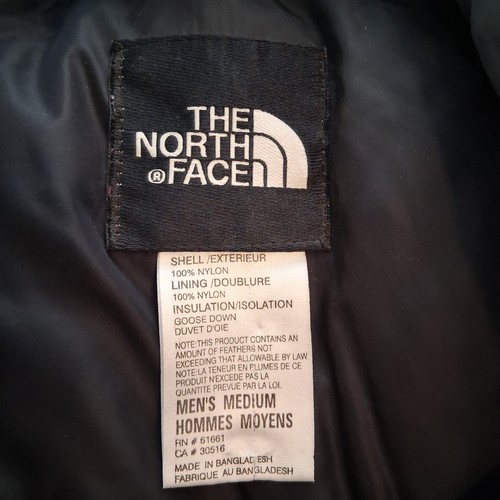 THE
NORTH
® FACE
SHELL /EXTERIEUR
100% NYLON
LINING /DOUBLURE
100% NYLON
INSULATION/ISOLATION
GOOSE DOWN
DUVET D'OIE
NOTE:THIS PRODUCT CONTAINS AN
AMOUNT OF FEATHERS NOT
EXCEEDING THAT ALLOWABLE BY LAW.
NOTE:LA TENEUR EN PLUMES DE CE
PRODUIT N'EXCEDE PAS LA
QUANTITE PREVUE PAR LA LOI.
MEN'S MEDIUM
HOMMES MOYENS
RN # 61661
CA # 30516
MADE IN BANGLADESH
FABRIQUE AU BANGLADESH